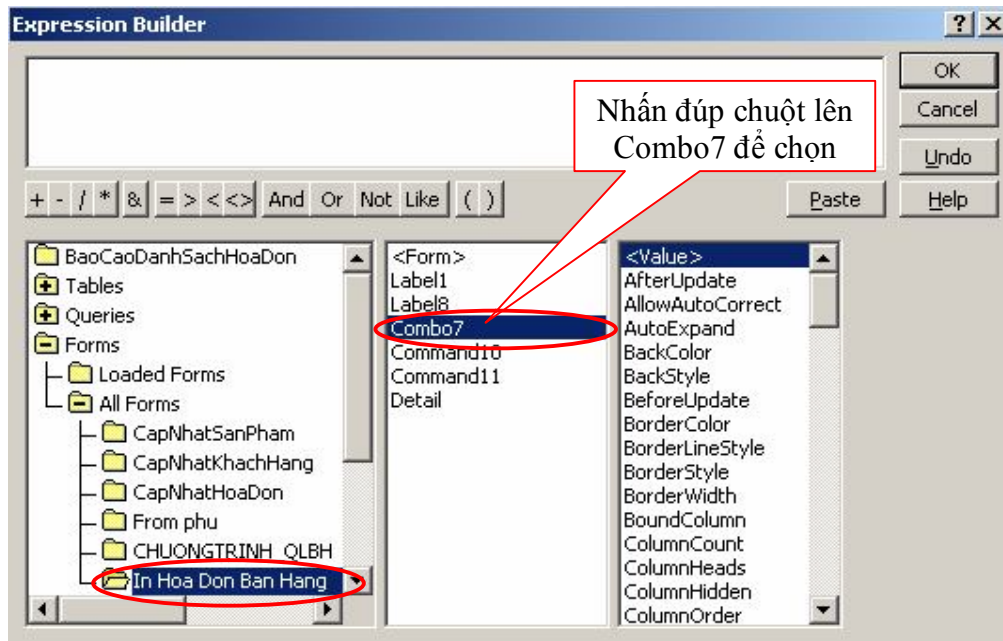 Expression Builder
?
OK
Cancel
Undo
Help
Nhấn đúp chuột lên
Combo7 để chọn
+ - / * & = > < <> And Or Not Like ( )
Paste
BaoCaoDanhSachHoaDon
Tables
Queries
Forms
Loaded Forms
All Forms
CapNhatSanPham
CapNhatKhachHang
CapNhatHoaDon
From phu
CHUONGTRINH_QLBH
In Hoa Don Ban Hang
<Form>
Label1
Label8
Combo7
Command10
Command11
Detail
<Value>
AfterUpdate
AllowAutoCorrect
AutoExpand
BackColor
BackStyle
BeforeUpdate
BorderColor
BorderLineStyle
BorderStyle
BorderWidth
BoundColumn
ColumnCount
ColumnHeads
ColumnHidden
ColumnOrder